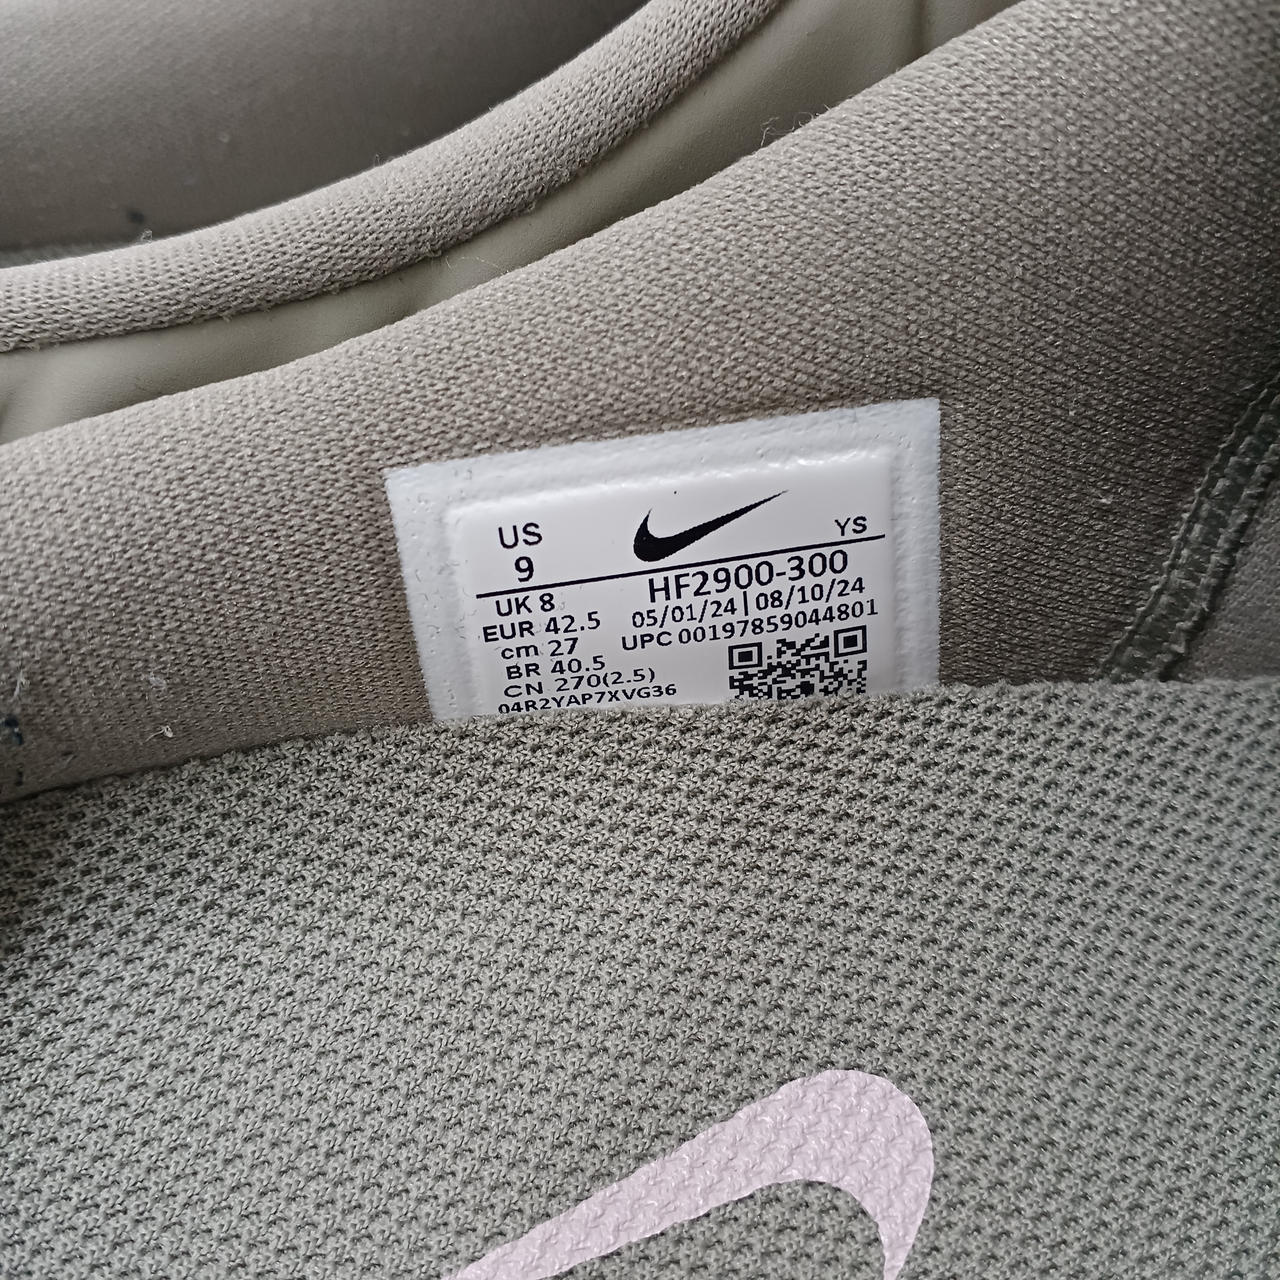 US
9
YS
UK 8
EUR 42.5
cm 27
BR 40.5
CN 270(2.5)
04R2YAP7XVG36
HF2900-300
05/01/24|08/10/24
UPC 00197859044801